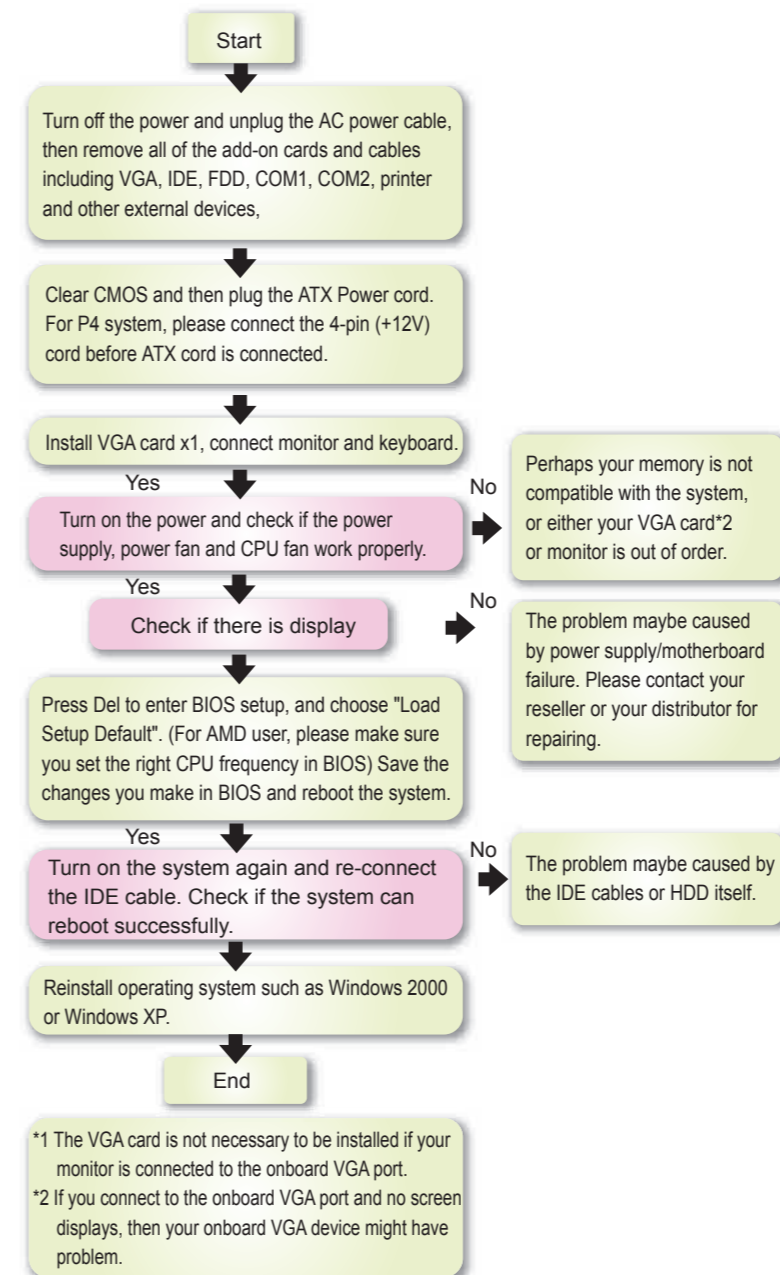 Start
Turn off the power and unplug the AC power cable,
then remove all of the add-on cards and cables
including VGA, IDE, FDD, COM1, COM2, printer
and other external devices,
Clear CMOS and then plug the ATX Power cord.
For P4 system, please connect the 4-pin (+12V)
cord before ATX cord is connected.
Install VGA card x1, connect monitor and keyboard.
Yes
Turn on the power and check if the power
supply, power fan and CPU fan work properly.
No
Perhaps your memory is not
compatible with the system,
or either your VGA card*2
or monitor is out of order.
Yes
Check if there is display
No
The problem maybe caused
by power supply/motherboard
failure. Please contact your
reseller or your distributor for
repairing.
Press Del to enter BIOS setup, and choose "Load
Setup Default". (For AMD user, please make sure
you set the right CPU frequency in BIOS) Save the
changes you make in BIOS and reboot the system.
Yes
Turn on the system again and re-connect
the IDE cable. Check if the system can
reboot successfully.
No
The problem maybe caused by
the IDE cables or HDD itself.
Reinstall operating system such as Windows 2000
or Windows XP.
End
*1 The VGA card is not necessary to be installed if your
monitor is connected to the onboard VGA port.
*2 If you connect to the onboard VGA port and no screen
displays, then your onboard VGA device might have
problem.